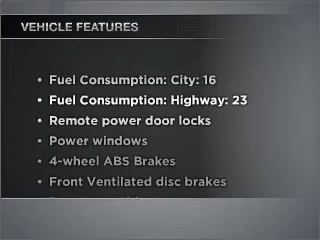 VEHICLE FEATURES
• Fuel Consumption: City: 16
• Fuel Consumption: Highway: 23
• Remote power door locks
• Power windows
• 4-wheel ABS Brakes
• Front Ventilated disc brakes